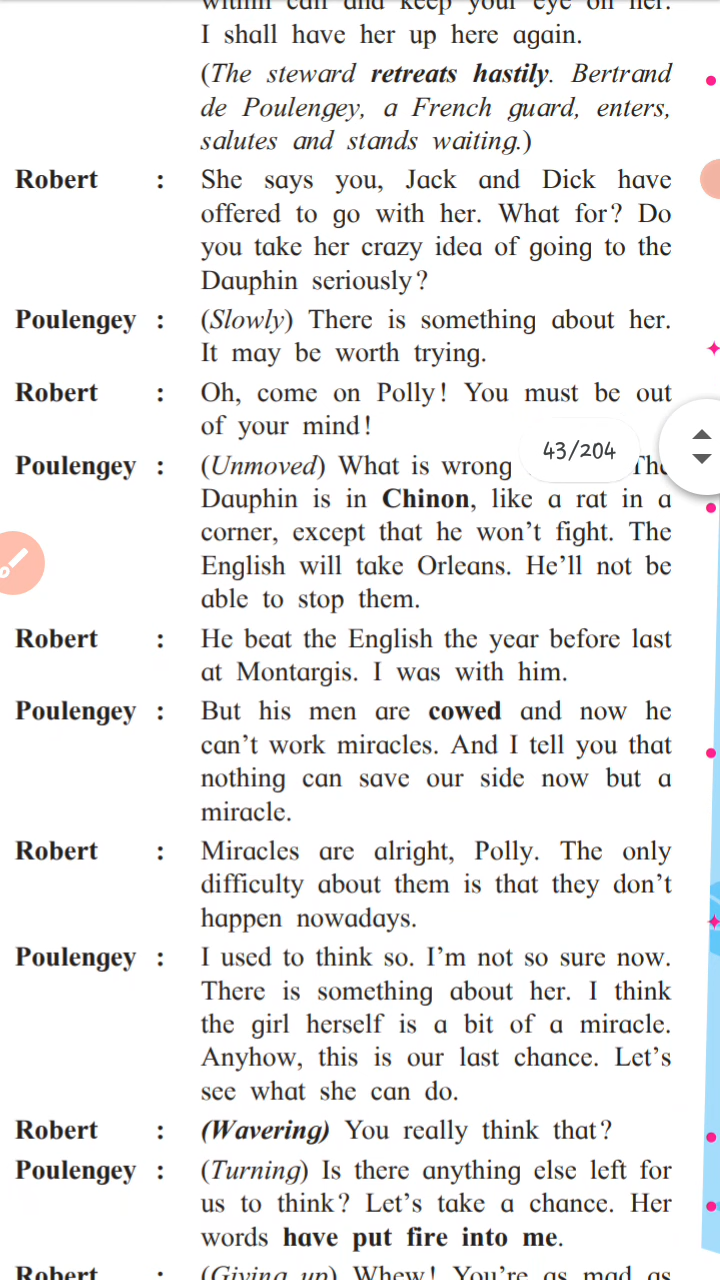 I shall have her up here again.
(The steward retreats hastily. Bertrand
de Poulengey, a French guard, enters,
salutes and stands waiting.)
Robert : She says you, Jack and Dick have
offered to go with her. What for? Do
you take her crazy idea of going to the
Dauphin seriously?
Poulengey : (Slowly) There is something about her.
It may be worth trying.
Robert : Oh, come on Polly! You must be out
of your mind!
Poulengey : (Unmoved) What is wrong
43/204
Dauphin is in Chinon, like a rat in a
corner, except that he won't fight. The
English will take Orleans. He'll not be
able to stop them.
Robert : He beat the English the year before last
at Montargis. I was with him.
Poulengey : But his men are cowed and now he
can't work miracles. And I tell you that
nothing can save our side now but a
miracle.
Robert : Miracles are alright, Polly. The only
difficulty about them is that they don't
happen nowadays.
Poulengey : I used to think so. I'm not so sure now.
There is something about her. I think
the girl herself is a bit of a miracle.
Anyhow, this is our last chance. Let's
see what she can do.
Robert : (Wavering) You really think that?
Poulengey : (Turning) Is there anything else left for
us to think? Let's take a chance. Her
words have put fire into me.
Robert : (Giving up) Whew! You're as mad as